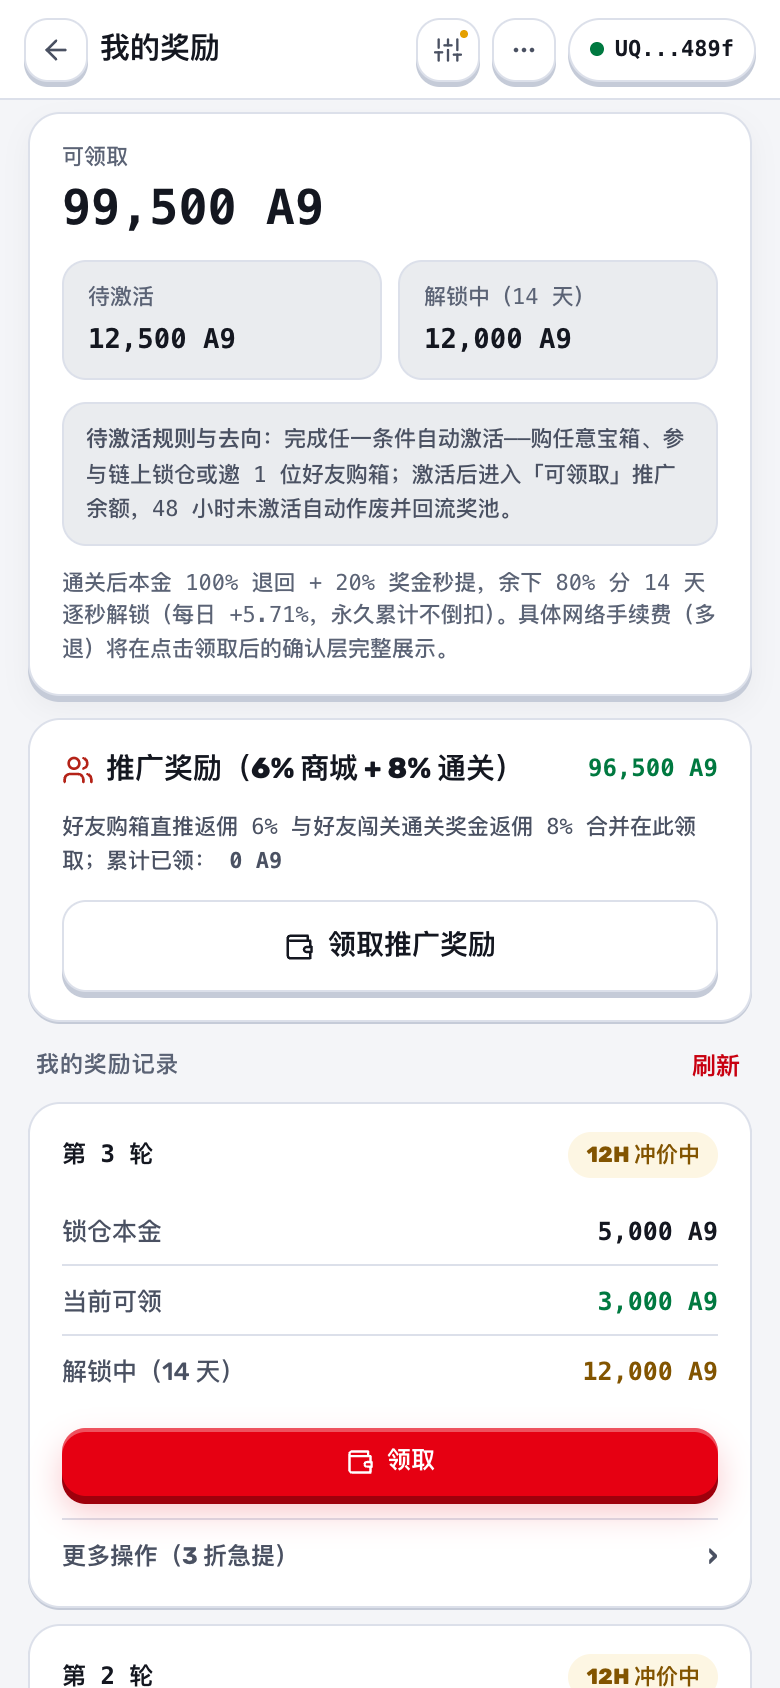 我的奖励
UQ...489f
可领取
99,500 A9
待激活
12,500 A9
解锁中（14 天）
12,000 A9
待激活规则与去向：完成任一条件自动激活——购任意宝箱、参
与链上锁仓或邀 1 位好友购箱；激活后进入「可领取」推广
余额，48 小时未激活自动作废并回流奖池。
通关后本金 100% 退回 + 20% 奖金秒提，余下 80% 分 14 天
逐秒解锁（每日 +5.71%，永久累计不倒扣）。具体网络手续费（多
退）将在点击领取后的确认层完整展示。
推广奖励（6% 商城 + 8% 通关）
96,500 A9
好友购箱直推返佣 6% 与好友闯关通关奖金返佣 8% 合并在此领
取；累计已领： 0 A9
领取推广奖励
我的奖励记录
刷新
第 3 轮
12H 冲价中
锁仓本金
5,000 A9
当前可领
3,000 A9
解锁中（14 天）
12,000 A9
领取
更多操作（3 折急提）
第 2 轮
12H 冲价中